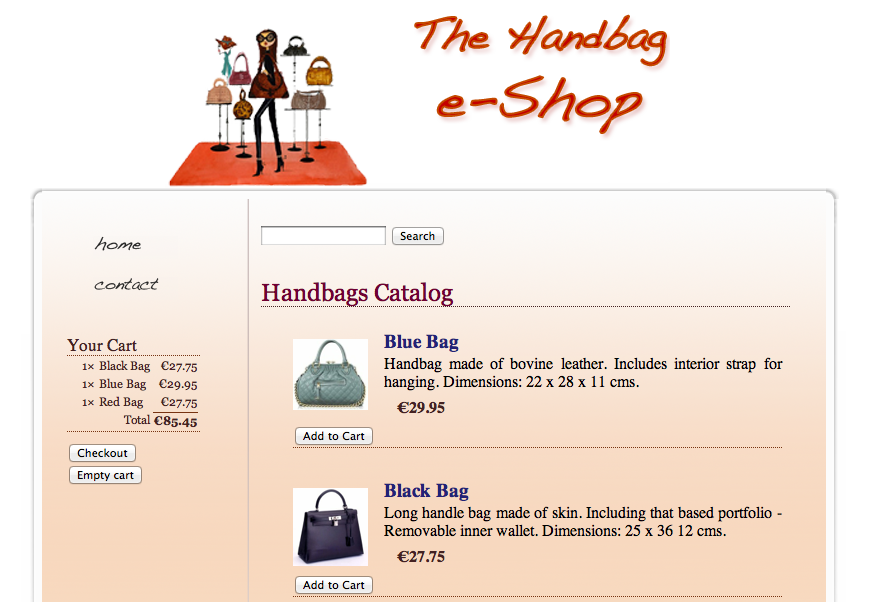 The Handbag
e-Shop
home
contact
Your Cart
1× Black Bag €27.75
1× Blue Bag €29.95
1× Red Bag €27.75
Total €85.45
Checkout
Empty cart
Search
Handbags Catalog
Blue Bag
Handbag made of bovine leather. Includes interior strap for
hanging. Dimensions: 22 x 28 x 11 cms.
€29.95
Add to Cart
Black Bag
Long handle bag made of skin. Including that based portfolio -
Removable inner wallet. Dimensions: 25 x 36 12 cms.
€27.75
Add to Cart